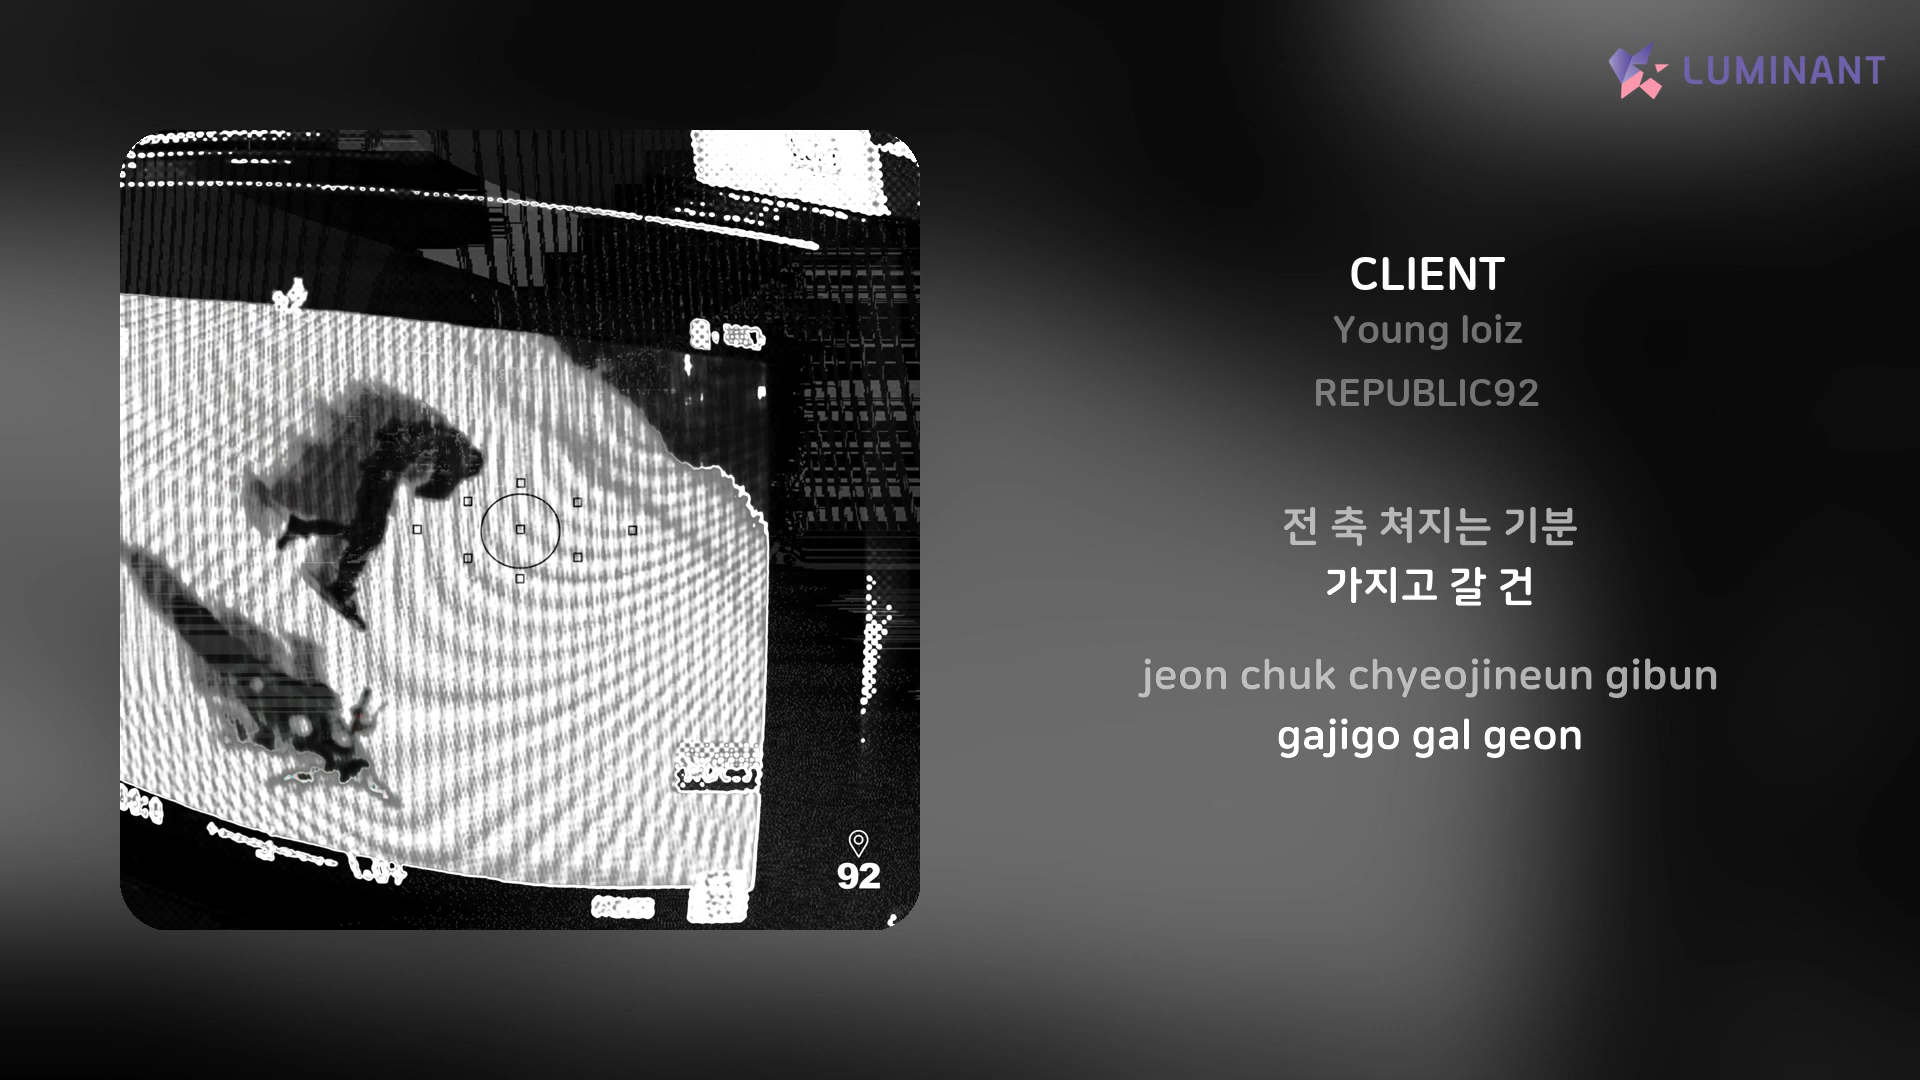 LUMINANT
CLIENT
Young loiz
REPUBLIC92
전 축 쳐지는 기분
가지고 갈 건
jeon chuk chyeojineun gibun
gajigo gal geon
92